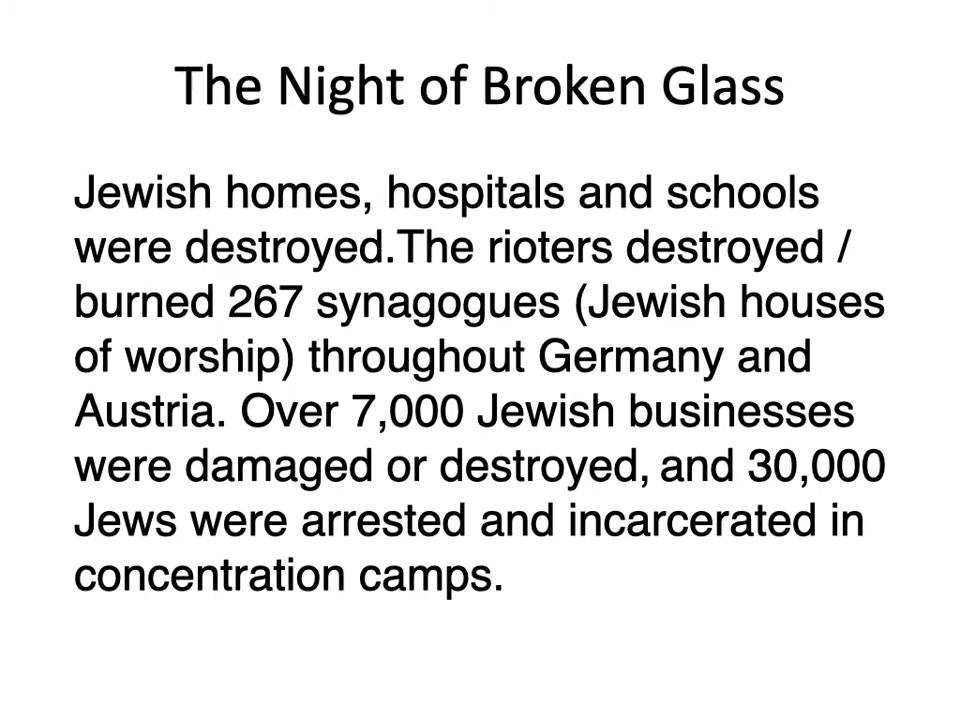 The Night of Broken Glass
Jewish homes, hospitals and schools
were destroyed.The rioters destroyed /
burned 267 synagogues (Jewish houses
of worship) throughout Germany and
Austria. Over 7,000 Jewish businesses
were damaged or destroyed, and 30,000
Jews were arrested and incarcerated in
concentration camps.